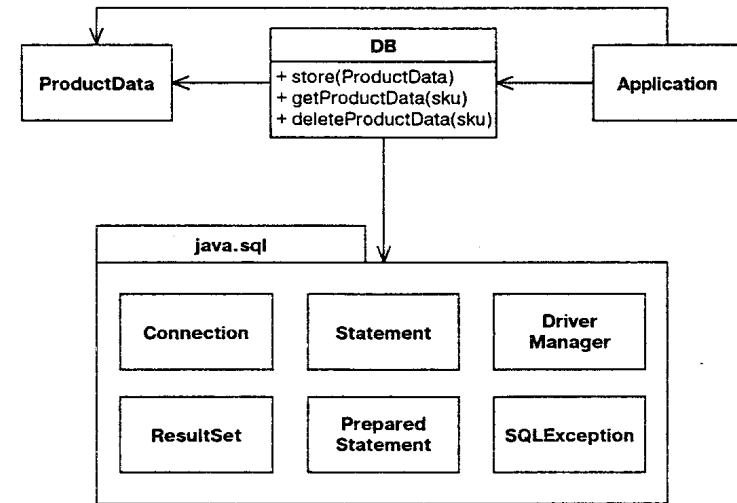 DB
ProductData
+ store(ProductData)
+ getProductData(sku)
+ deleteProductData(sku)
Application
java.sql
Connection
Statement
Driver
Manager
ResultSet
Prepared
Statement
SQLException